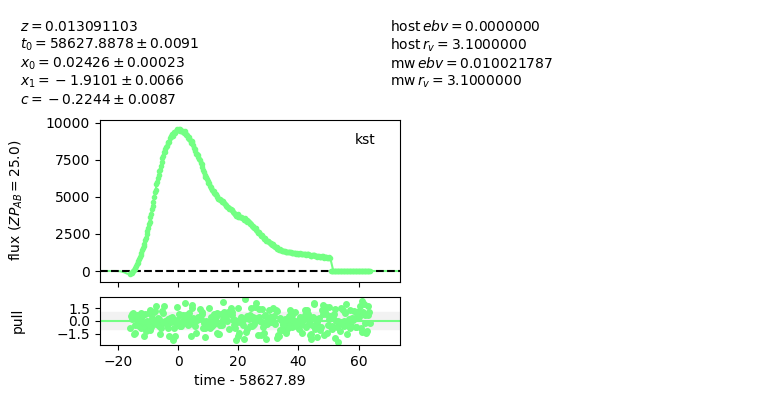 z = 0.013091103
t₀ = 58627.8878 ± 0.0091
x₀ = 0.02426 ± 0.00023
x₁ = −1.9101 ± 0.0066
c = −0.2244 ± 0.0087
host ebv = 0.0000000
host r_v = 3.1000000
mw ebv = 0.010021787
mw r_v = 3.1000000
kst
flux (ZP_AB = 25.0)
10000
7500
5000
2500
0
pull
1.5
0.0
−1.5
−20 0 20 40 60
time - 58627.89